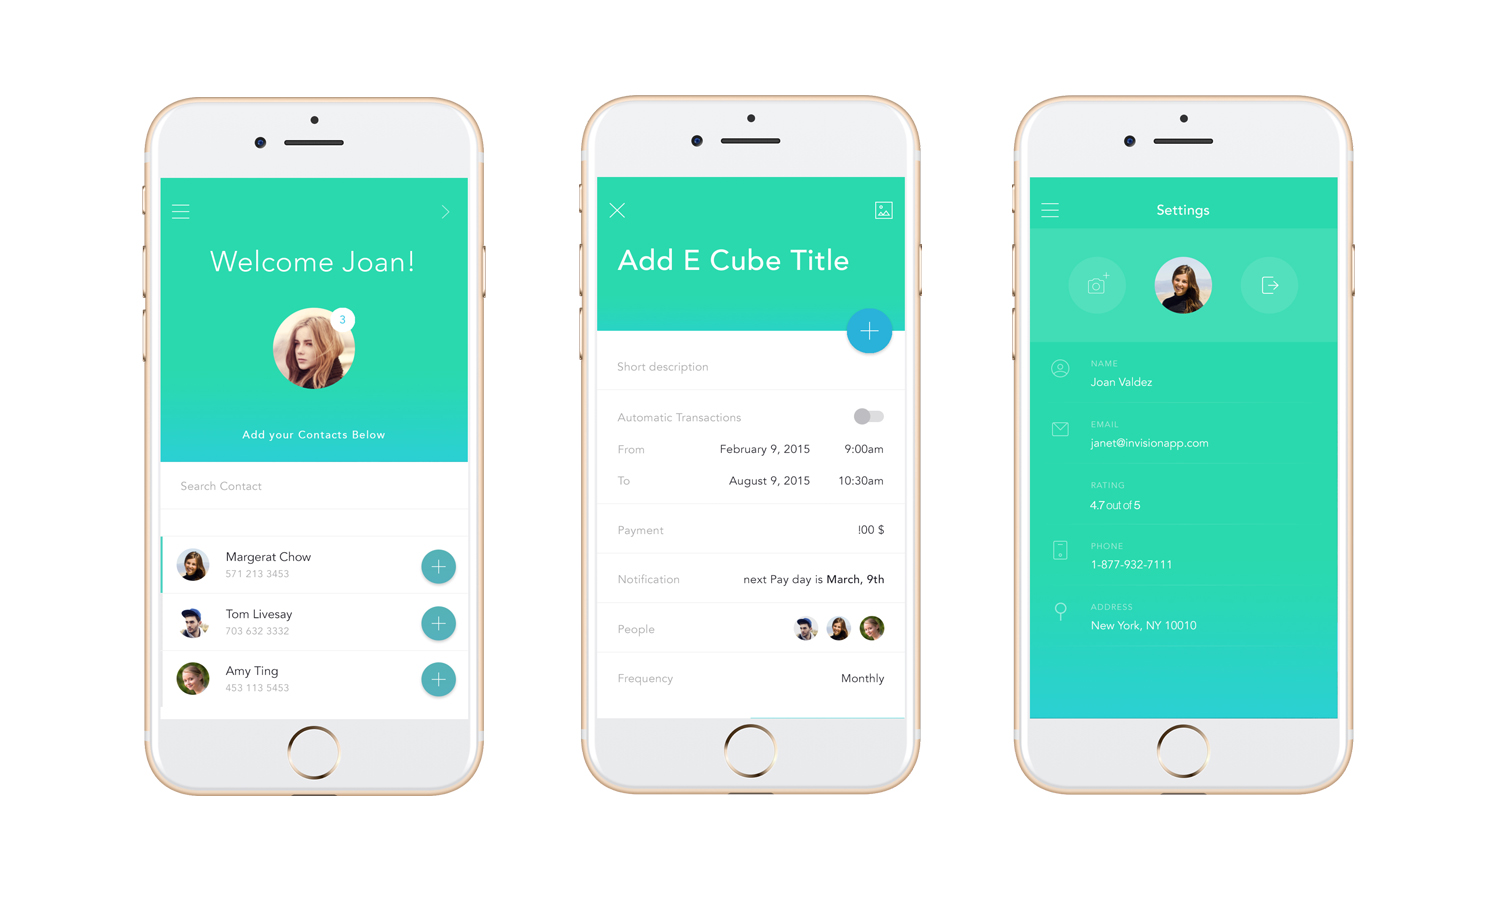 Welcome Joan!
3
Add your Contacts Below
Search Contact
Margerat Chow
571 213 3453
Tom Livesay
703 632 3332
Amy Ting
453 113 5453
Add E Cube Title
Short description
Automatic Transactions
From February 9, 2015 9:00am
To August 9, 2015 10:30am
Payment !00 $
Notification next Pay day is March, 9th
People
Frequency Monthly
Settings
NAME
Joan Valdez
EMAIL
janet@invisionapp.com
RATING
4.7 out of 5
PHONE
1-877-932-7111
ADDRESS
New York, NY 10010